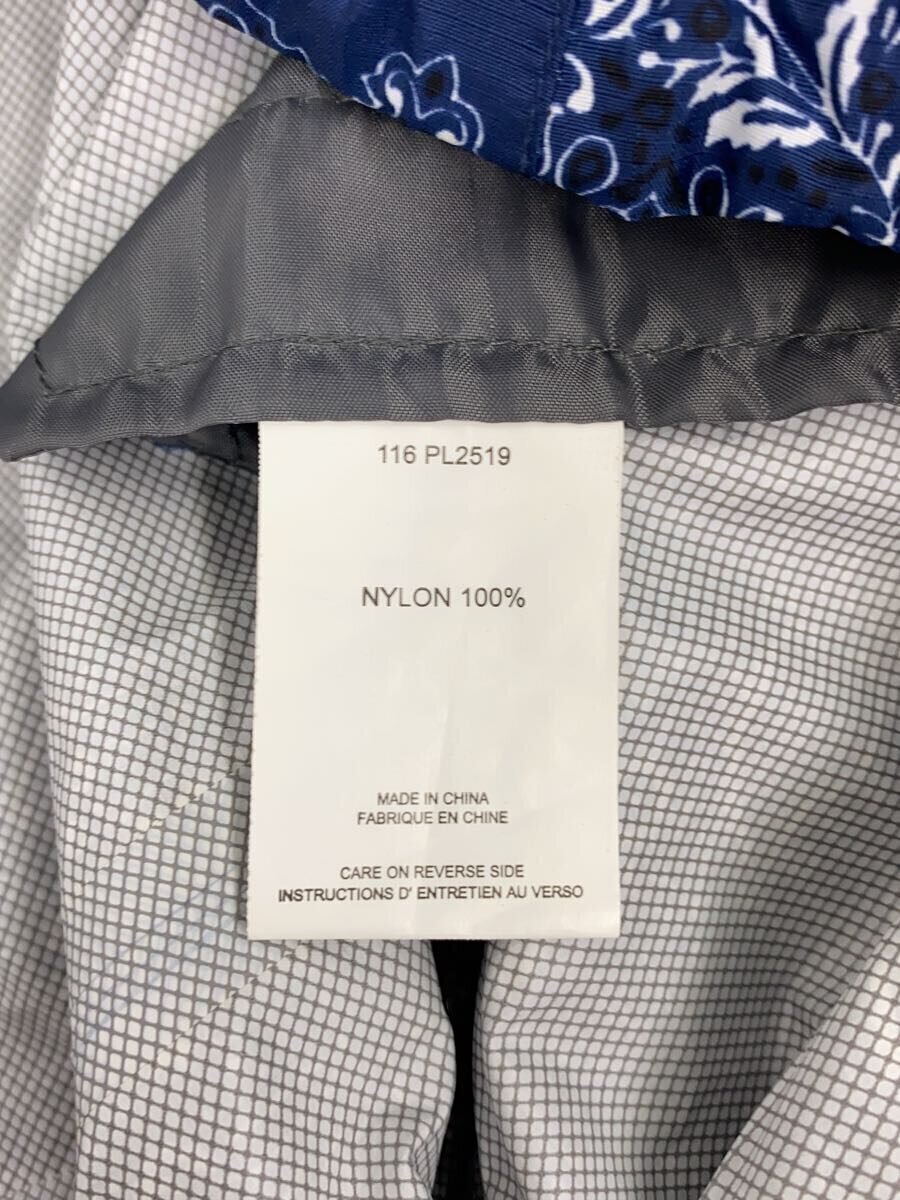 116 PL2519
NYLON 100%
MADE IN CHINA
FABRIQUE EN CHINE
CARE ON REVERSE SIDE
INSTRUCTIONS D' ENTRETIEN AU VERSO